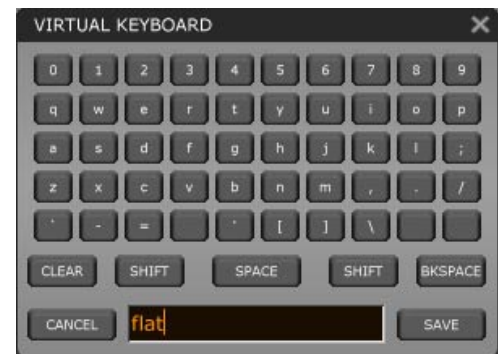 VIRTUAL KEYBOARD
0 1 2 3 4 5 6 7 8 9
q w e r t y u i o p
a s d f g h j k l ;
z x c v b n m , . /
` - = ' [ ] \
CLEAR SHIFT SPACE SHIFT BKSPACE
CANCEL flat SAVE